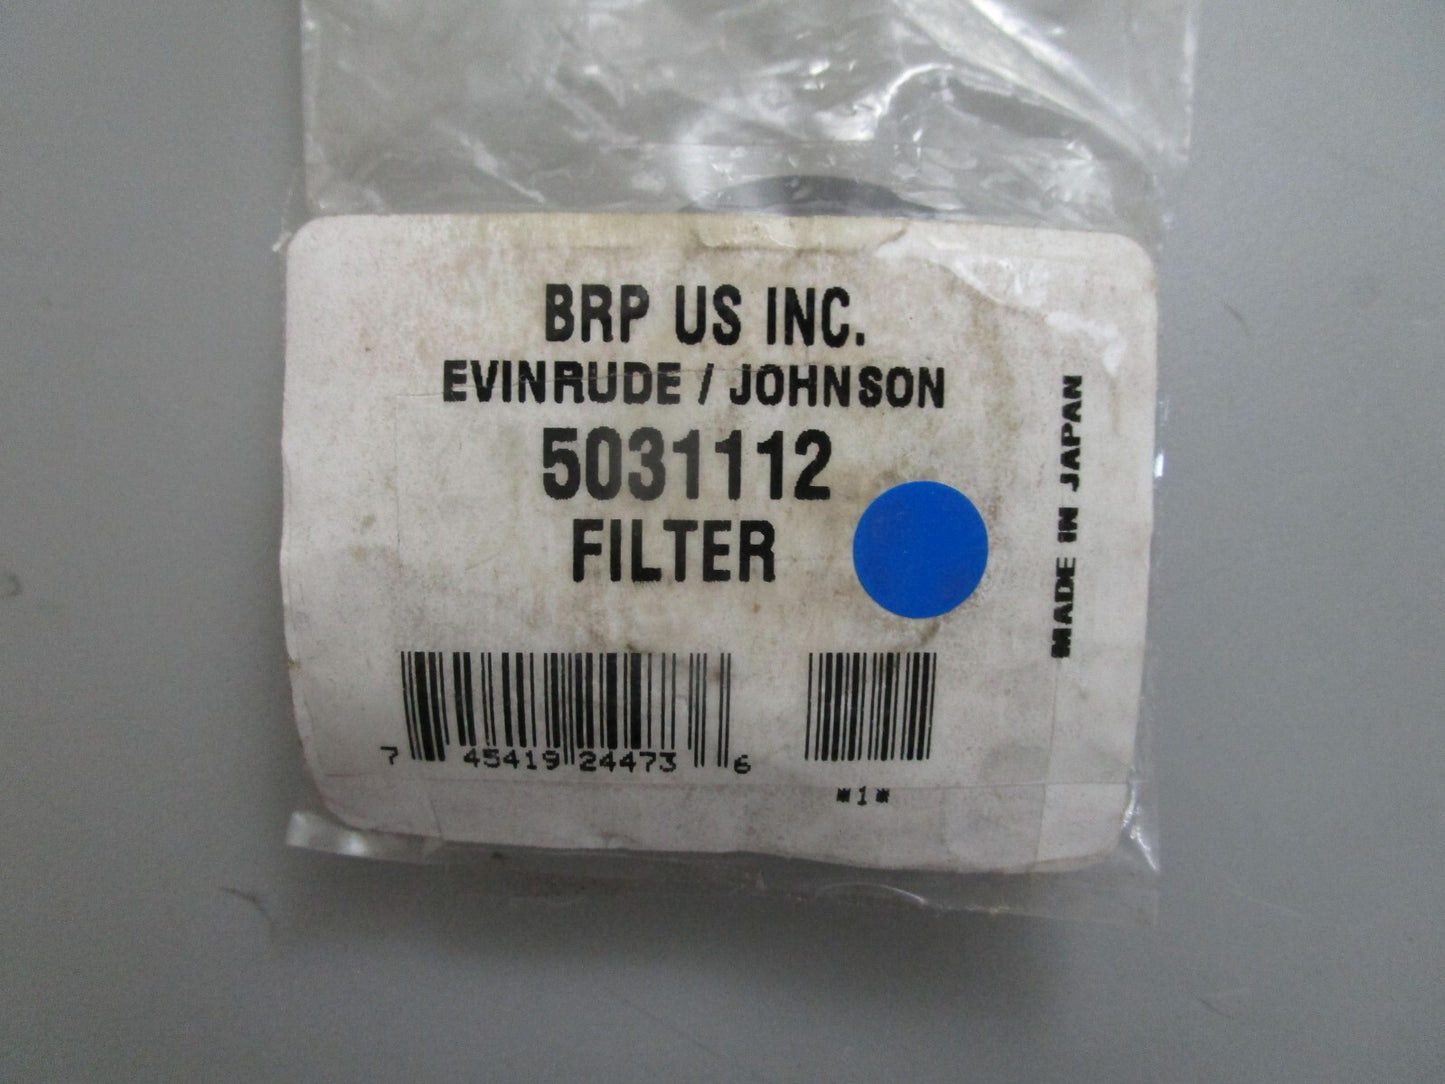 BRP US INC.
EVINRUDE / JOHNSON
5031112
FILTER
MADE IN JAPAN
7 45419 24473 6
*1*